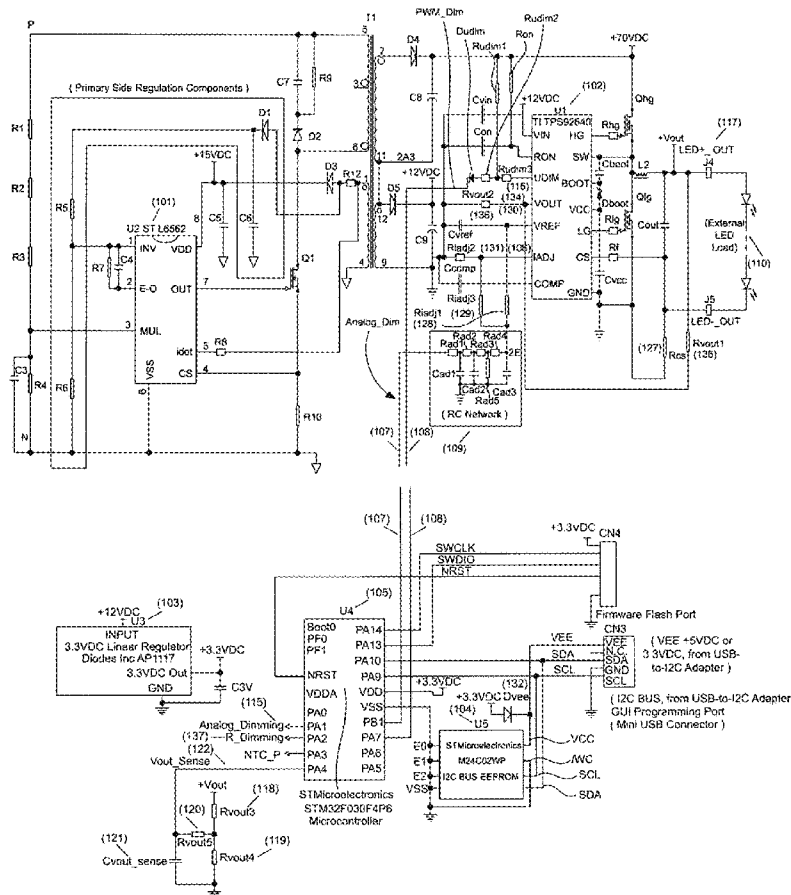 P
T1
PWM_Dim
Dudim
Rudim2
Rudim1
Ron
D4
+70VDC
C7
R9
( Primary Side Regulation Components )
U1
(102)
+12VDC
TI TPS92640
Qhg
Cvin
Con
C8
R1
D1
D2
VIN
HG
Rhg
+Vout
(117)
LED+_OUT
RON
SW
Cboot
L2
J4
2A3
+15VDC
D3
R12
+12VDC
Rudim3
(116)
UDIM
BOOT
Qlg
R2
(101)
D5
Rvout2
(134)
(136)
(130)
VOUT
Dboot
VCC
Cout
(External
LED
Load)
R5
U2 ST L6562
C5
C6
C9
Cvref
VREF
LG
Rlg
R3
R7
C4
INV
VDD
Q1
Riadj2
(131)
IADJ
CS
Rf
(110)
E-O
OUT
Ccomp
COMP
Cvcc
MUL
Riadj3
GND
J5
LED-_OUT
Analog_Dim
Riadj1
(128)
(129)
idot
R8
Rad1
Rad2
Rad3
Rad4
2E
(127)
Rcs
Rvout1
(136)
C3
R4
R6
VSS
CS
Cad1
Cad2
Cad3
Rad5
R10
( RC Network )
N
(107)
(108)
(109)
(107)
(108)
+3.3VDC
CN4
SWCLK
SWDIO
NRST
(105)
Firmware Flash Port
+12VDC
(103)
U3
U4
CN3
INPUT
3.3VDC Linear Regulator
Diodes Inc AP1117
3.3VDC Out
GND
+3.3VDC
C3V
Boot0
PF0
PF1
NRST
VDDA
PA0
PA1
PA2
PA3
PA4
PA14
PA13
PA10
PA9
VDD
VSS
PB1
PA7
PA6
PA5
VEE
SDA
SCL
VEE
N.C.
SDA
GND
SCL
( VEE +5VDC or
3.3VDC, from USB-
to-I2C Adapter )
+3.3VDC
(132)
+3.3VDC
Dvee
(104)
U5
( I2C BUS, from USB-to-I2C Adapter
GUI Programming Port
( Mini USB Connector )
(115)
Analog_Dimming
(137)
R_Dimming
(122)
NTC_P
Vout_Sense
E0
E1
E2
VSS
STMicroelectronics
M24C02WP
I2C BUS EEPROM
VCC
/WC
SCL
SDA
STMicroelectronics
STM32F030F4P6
Microcontroller
+Vout
(118)
Rvout3
(120)
Rvout5
(121)
Cvout_sense
(119)
Rvout4